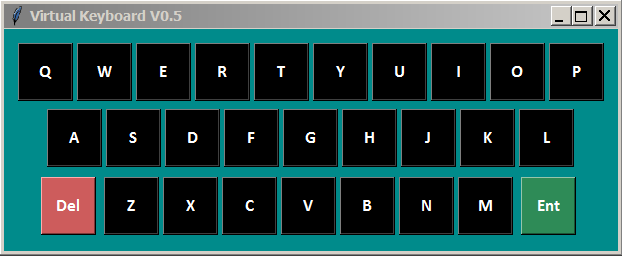 Virtual Keyboard V0.5
Q W E R T Y U I O P
A S D F G H J K L
Del Z X C V B N M Ent